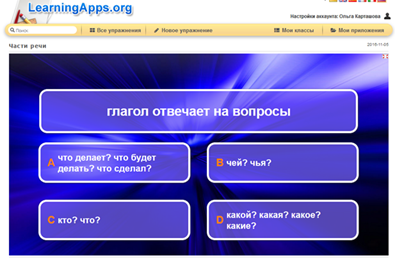 LearningApps.org
Настройки аккаунта: Ольга Карташова
Поиск
Все упражнения
Новое упражнение
Мои классы
Мои приложения
Части речи
2015-11-05
глагол отвечает на вопросы
A что делает? что будет
делать? что сделал?
B чей? чья?
C кто? что?
D какой? какая? какое?
какие?